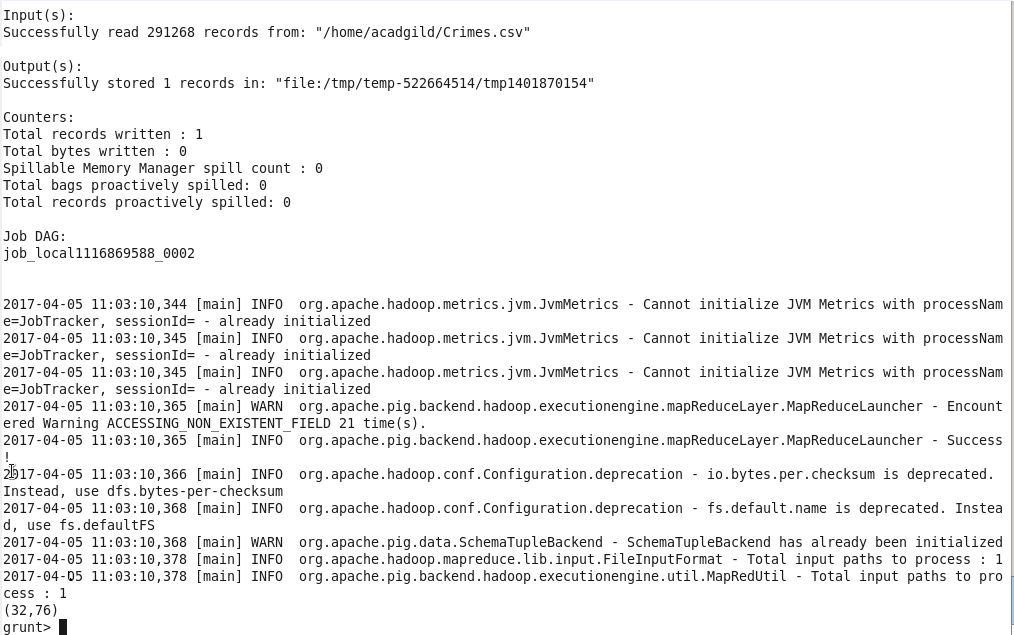 Input(s):
Successfully read 291268 records from: "/home/acadgild/Crimes.csv"
Output(s):
Successfully stored 1 records in: "file:/tmp/temp-522664514/tmp1401870154"
Counters:
Total records written : 1
Total bytes written : 0
Spillable Memory Manager spill count : 0
Total bags proactively spilled: 0
Total records proactively spilled: 0
Job DAG:
job_local1116869588_0002
2017-04-05 11:03:10,344 [main] INFO  org.apache.hadoop.metrics.jvm.JvmMetrics - Cannot initialize JVM Metrics with processNam
e=JobTracker, sessionId= - already initialized
2017-04-05 11:03:10,345 [main] INFO  org.apache.hadoop.metrics.jvm.JvmMetrics - Cannot initialize JVM Metrics with processNam
e=JobTracker, sessionId= - already initialized
2017-04-05 11:03:10,345 [main] INFO  org.apache.hadoop.metrics.jvm.JvmMetrics - Cannot initialize JVM Metrics with processNam
e=JobTracker, sessionId= - already initialized
2017-04-05 11:03:10,365 [main] WARN  org.apache.pig.backend.hadoop.executionengine.mapReduceLayer.MapReduceLauncher - Encount
ered Warning ACCESSING_NON_EXISTENT_FIELD 21 time(s).
2017-04-05 11:03:10,365 [main] INFO  org.apache.pig.backend.hadoop.executionengine.mapReduceLayer.MapReduceLauncher - Success
!
2017-04-05 11:03:10,366 [main] INFO  org.apache.hadoop.conf.Configuration.deprecation - io.bytes.per.checksum is deprecated.
Instead, use dfs.bytes-per-checksum
2017-04-05 11:03:10,368 [main] INFO  org.apache.hadoop.conf.Configuration.deprecation - fs.default.name is deprecated. Instea
d, use fs.defaultFS
2017-04-05 11:03:10,368 [main] WARN  org.apache.pig.data.SchemaTupleBackend - SchemaTupleBackend has already been initialized
2017-04-05 11:03:10,378 [main] INFO  org.apache.hadoop.mapreduce.lib.input.FileInputFormat - Total input paths to process : 1
2017-04-05 11:03:10,378 [main] INFO  org.apache.pig.backend.hadoop.executionengine.util.MapRedUtil - Total input paths to pro
cess : 1
(32,76)
grunt>